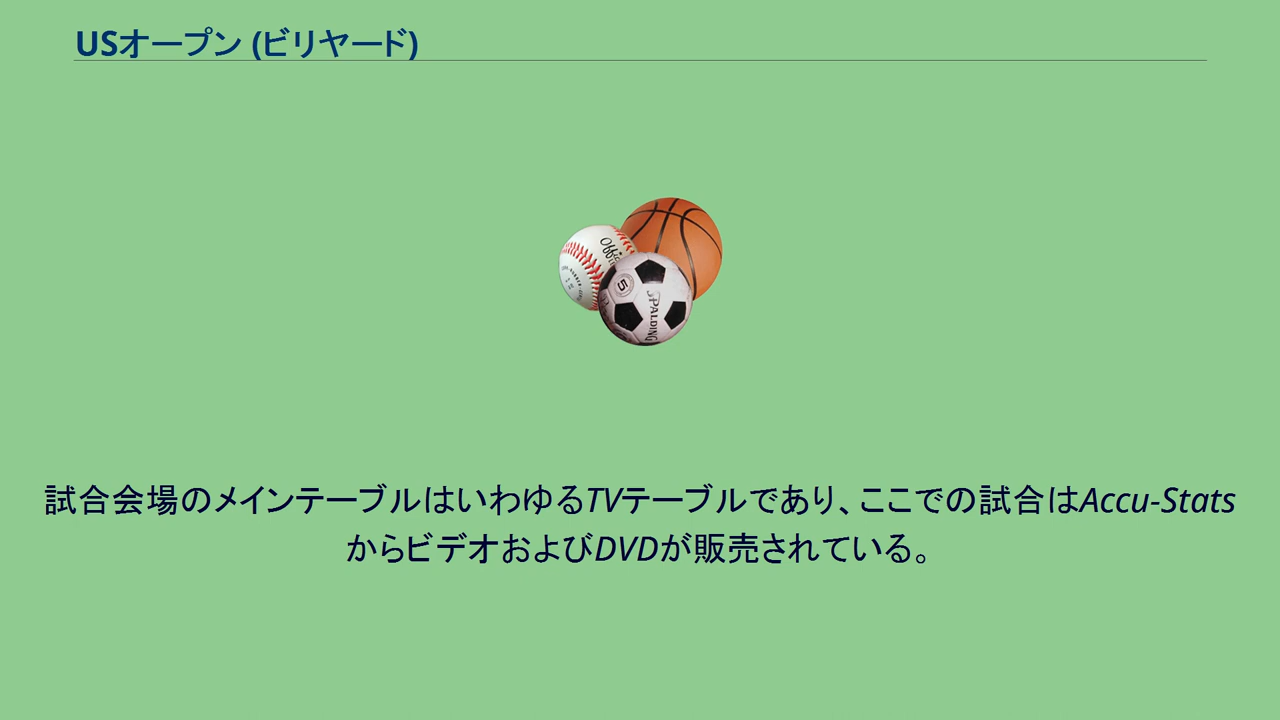 USオープン (ビリヤード)
Offici
5
SPALDING
試合会場のメインテーブルはいわゆるTVテーブルであり、ここでの試合はAccu-Stats
からビデオおよびDVDが販売されている。